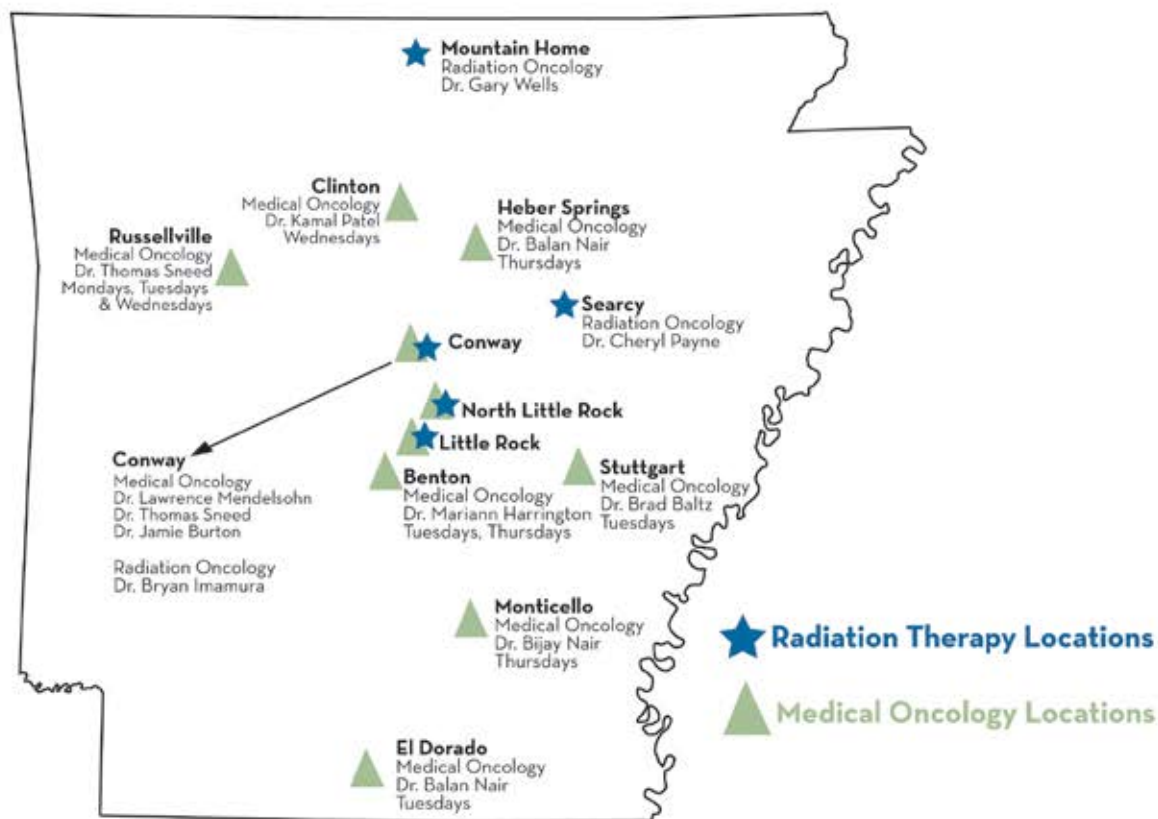 Mountain Home
Radiation Oncology
Dr. Gary Wells
Clinton
Medical Oncology
Dr. Kamal Patel
Wednesdays
Heber Springs
Medical Oncology
Dr. Balan Nair
Thursdays
Russellville
Medical Oncology
Dr. Thomas Sneed
Mondays, Tuesdays
& Wednesdays
Searcy
Radiation Oncology
Dr. Cheryl Payne
Conway
North Little Rock
Little Rock
Conway
Medical Oncology
Dr. Lawrence Mendelsohn
Dr. Thomas Sneed
Dr. Jamie Burton
Radiation Oncology
Dr. Bryan Imamura
Benton
Medical Oncology
Dr. Mariann Harrington
Tuesdays, Thursdays
Stuttgart
Medical Oncology
Dr. Brad Baltz
Tuesdays
Monticello
Medical Oncology
Dr. Bijay Nair
Thursdays
Radiation Therapy Locations
Medical Oncology Locations
El Dorado
Medical Oncology
Dr. Balan Nair
Tuesdays